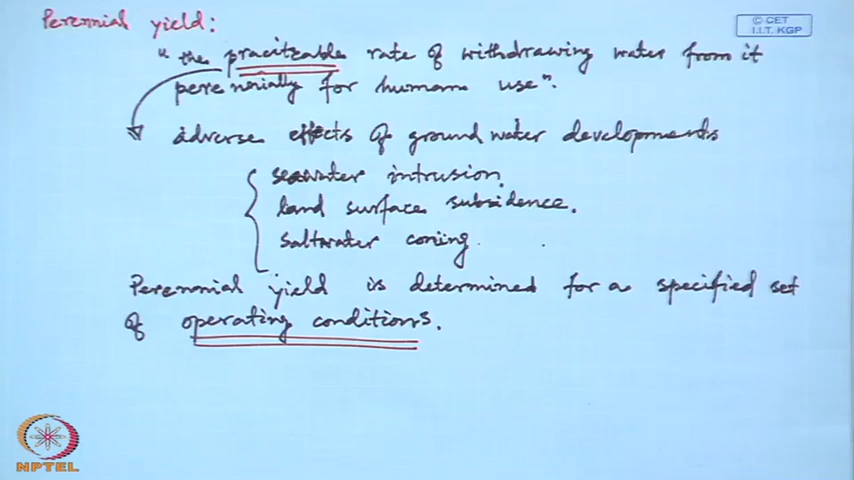 Perennial yield:
© CET
I.I.T. KGP
"the pracitzable rate of withdrawing water from it
perennially for humam use".
adverse effects of ground water developments
seawater intrusion.
land surface subsidence.
saltwater coning.
Perennial yield is determined for a specified set
of operating conditions.
NPTEL